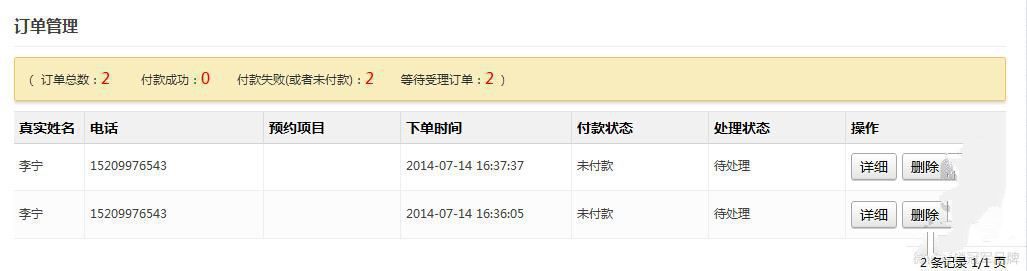 订单管理
（ 订单总数：2 付款成功：0 付款失败(或者未付款)：2 等待受理订单：2 ）
真实姓名 电话 预约项目 下单时间 付款状态 处理状态 操作
李宁 15209976543 2014-07-14 16:37:37 未付款 待处理 详细 删除
李宁 15209976543 2014-07-14 16:36:05 未付款 待处理 详细 删除
2 条记录 1/1 页